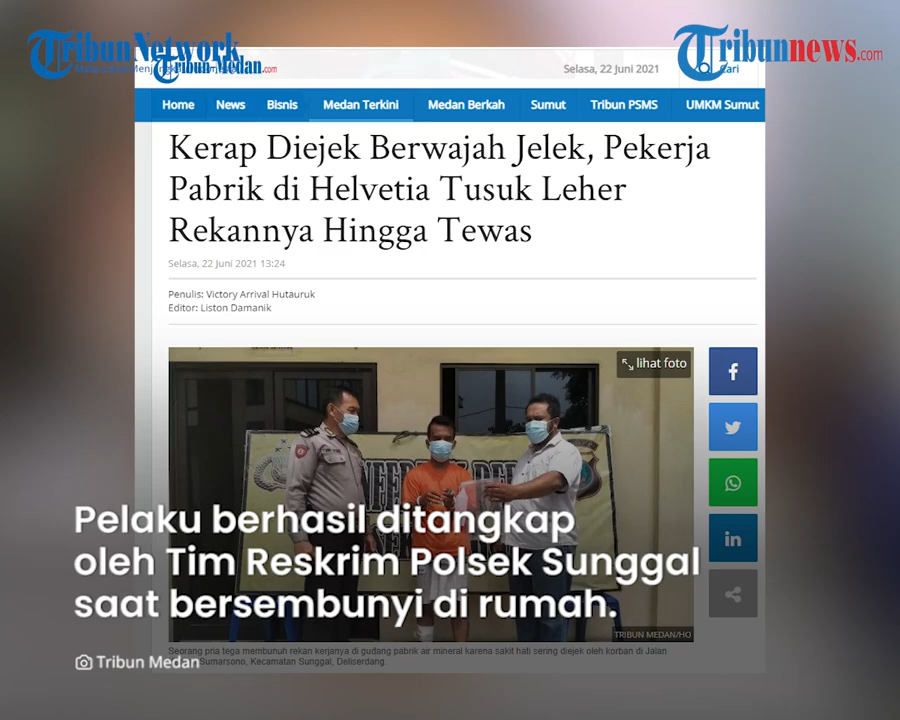 Tribun Network
Tribun Medan.com
Tribunnews.com
Selasa, 22 Juni 2021
Cari
Home News Bisnis Medan Terkini Medan Berkah Sumut Tribun PSMS UMKM Sumut
Kerap Diejek Berwajah Jelek, Pekerja
Pabrik di Helvetia Tusuk Leher
Rekannya Hingga Tewas
Selasa, 22 Juni 2021 13:24
Penulis: Victory Arrival Hutauruk
Editor: Liston Damanik
lihat foto
Pelaku berhasil ditangkap
oleh Tim Reskrim Polsek Sunggal
saat bersembunyi di rumah.
TRIBUN MEDAN/HO
Seorang pria tega membunuh rekan kerjanya di gudang pabrik air mineral karena sakit hati sering diejek oleh korban di Jalan
Sumarsono, Kecamatan Sunggal, Deliserdang.
Tribun Medan